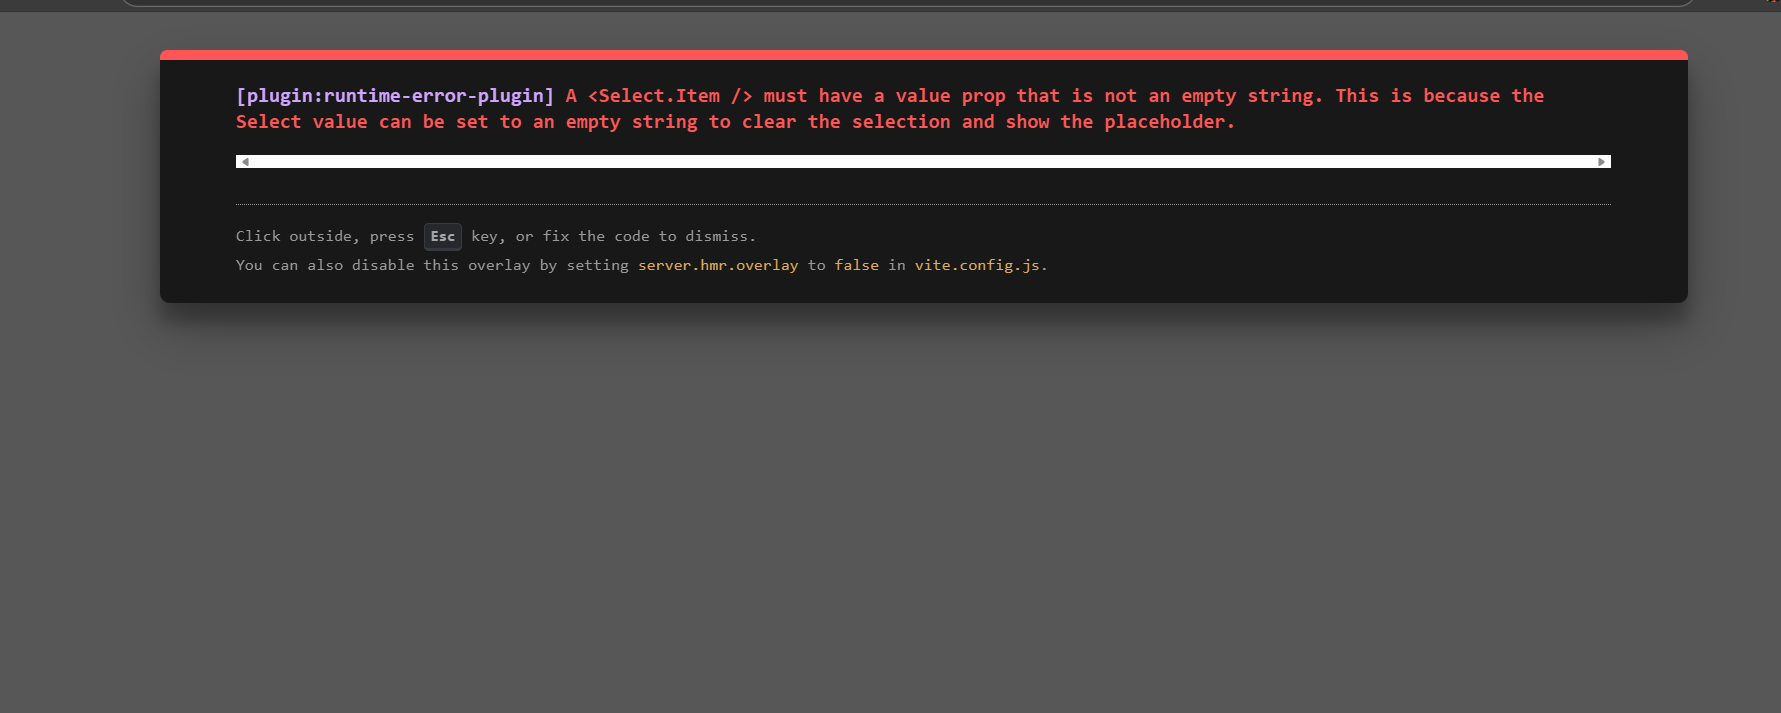 [plugin:runtime-error-plugin] A <Select.Item /> must have a value prop that is not an empty string. This is because the
Select value can be set to an empty string to clear the selection and show the placeholder.
Click outside, press Esc key, or fix the code to dismiss.
You can also disable this overlay by setting server.hmr.overlay to false in vite.config.js.